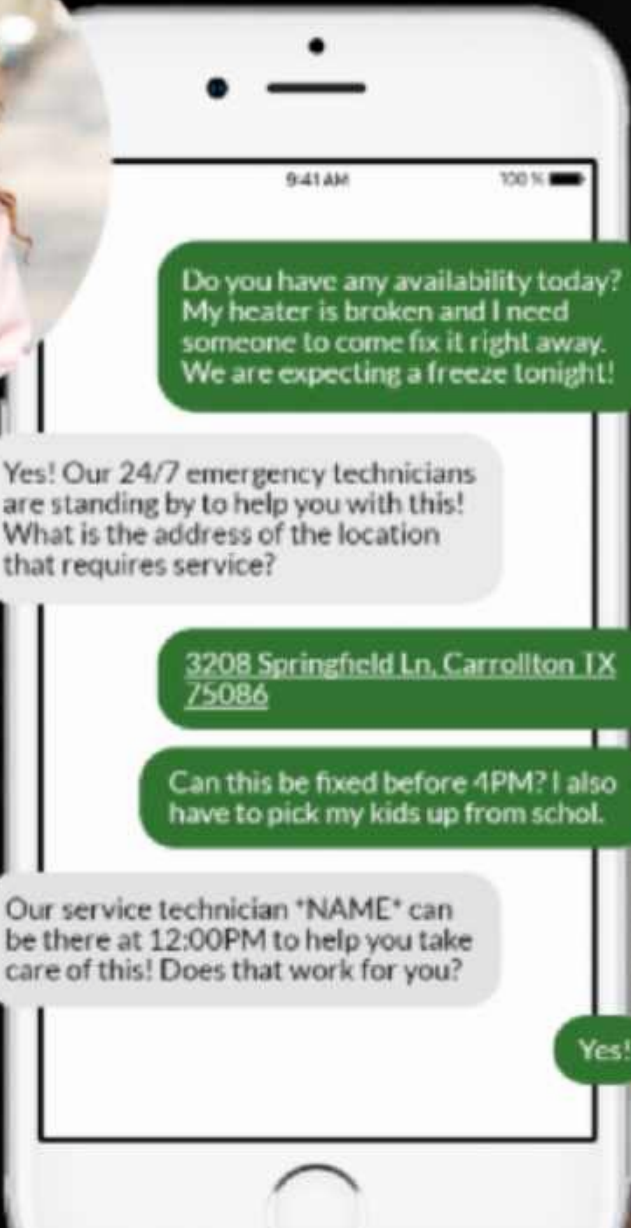 9:41 AM 100%
Do you have any availability today?
My heater is broken and I need
someone to come fix it right away.
We are expecting a freeze tonight!
Yes! Our 24/7 emergency technicians
are standing by to help you with this!
What is the address of the location
that requires service?
3208 Springfield Ln, Carrollton TX
75086
Can this be fixed before 4PM? I also
have to pick my kids up from schol.
Our service technician *NAME* can
be there at 12:00PM to help you take
care of this! Does that work for you?
Yes!